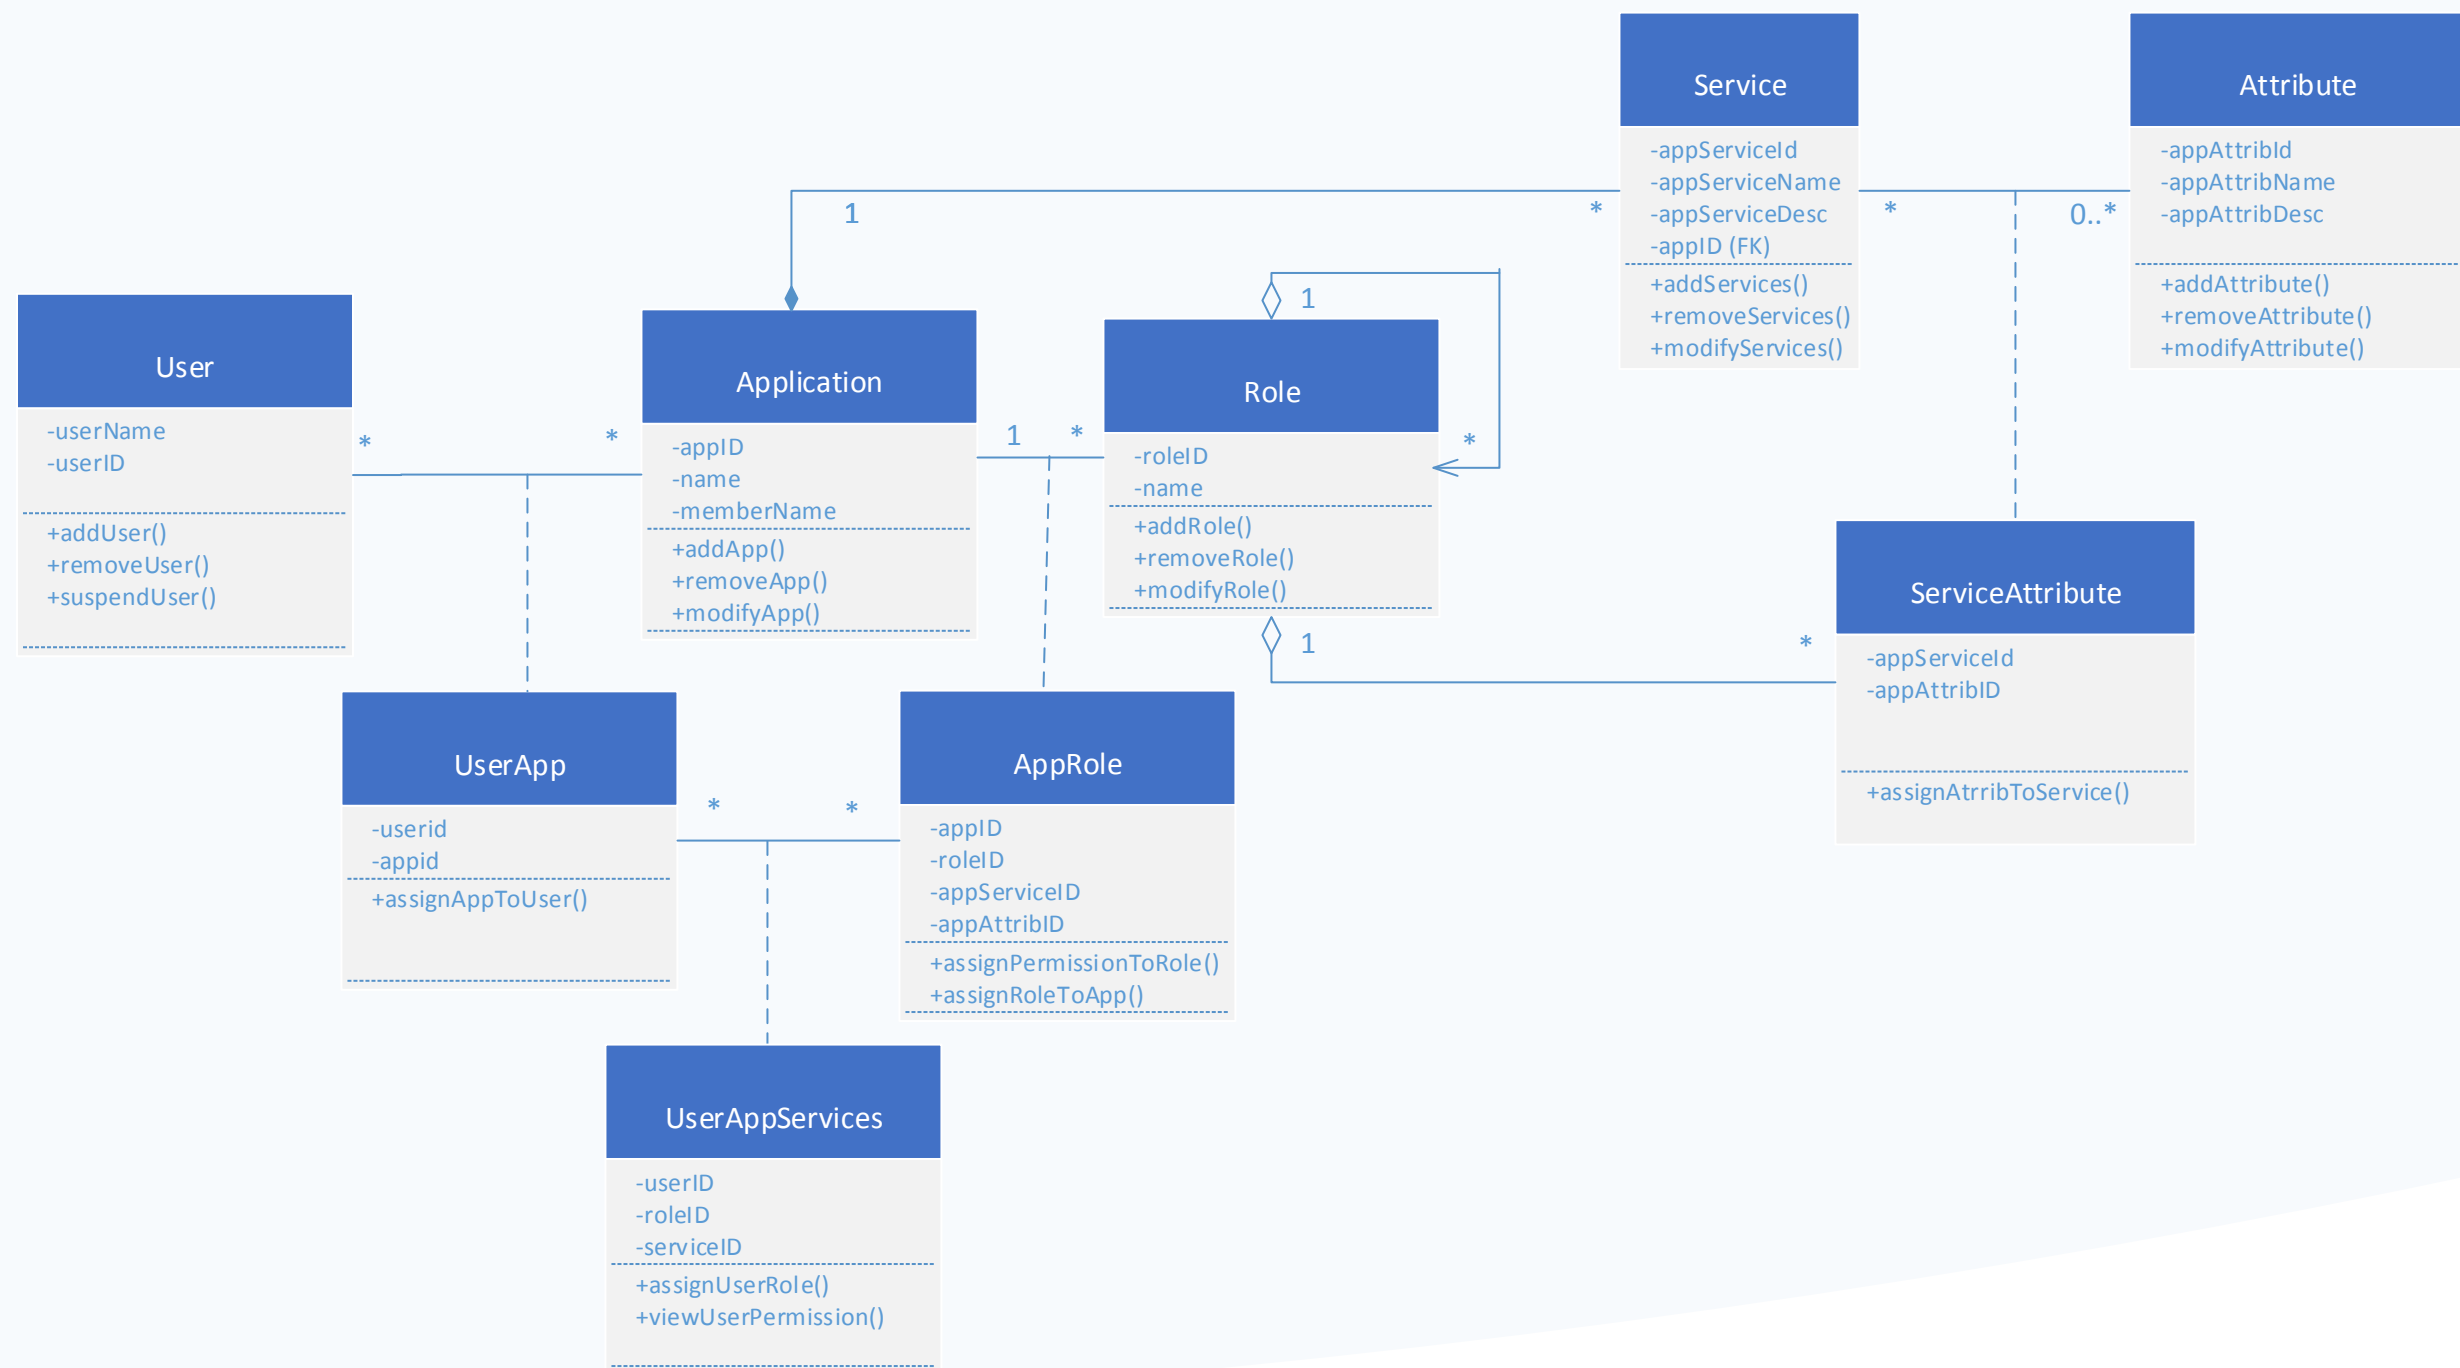 Service
-appServiceId
-appServiceName
-appServiceDesc
-appID (FK)
+addServices()
+removeServices()
+modifyServices()
Attribute
-appAttribId
-appAttribName
-appAttribDesc
+addAttribute()
+removeAttribute()
+modifyAttribute()
1
*
*
0..*
User
-userName
-userID
+addUser()
+removeUser()
+suspendUser()
*
*
Application
-appID
-name
-memberName
+addApp()
+removeApp()
+modifyApp()
1
*
Role
-roleID
-name
+addRole()
+removeRole()
+modifyRole()
1
*
1
*
ServiceAttribute
-appServiceId
-appAttribID
+assignAtrribToService()
UserApp
-userid
-appid
+assignAppToUser()
*
*
AppRole
-appID
-roleID
-appServiceID
-appAttribID
+assignPermissionToRole()
+assignRoleToApp()
UserAppServices
-userID
-roleID
-serviceID
+assignUserRole()
+viewUserPermission()